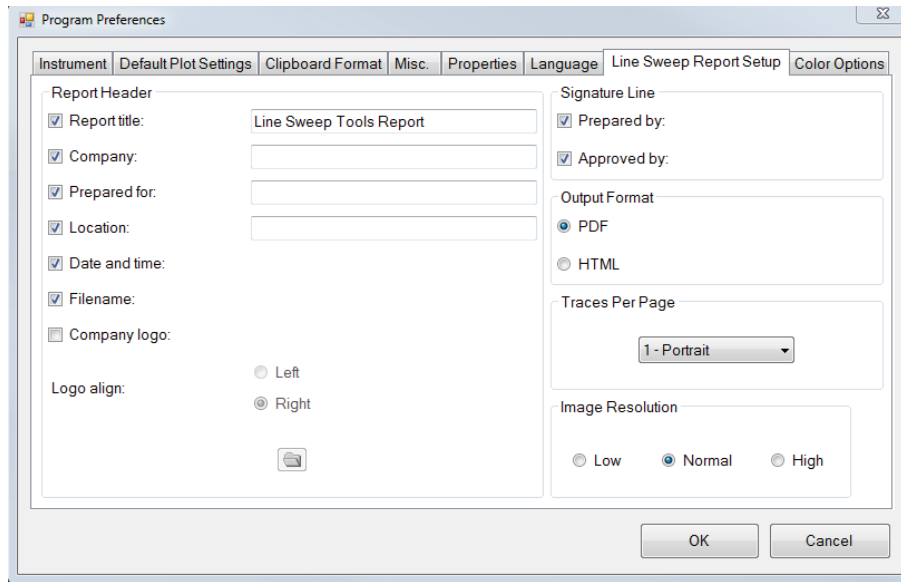 Program Preferences
Instrument Default Plot Settings Clipboard Format Misc. Properties Language Line Sweep Report Setup Color Options
Report Header
Report title: Line Sweep Tools Report
Company:
Prepared for:
Location:
Date and time:
Filename:
Company logo:
Logo align:
Left
Right
Signature Line
Prepared by:
Approved by:
Output Format
PDF
HTML
Traces Per Page
1 - Portrait
Image Resolution
Low Normal High
OK Cancel